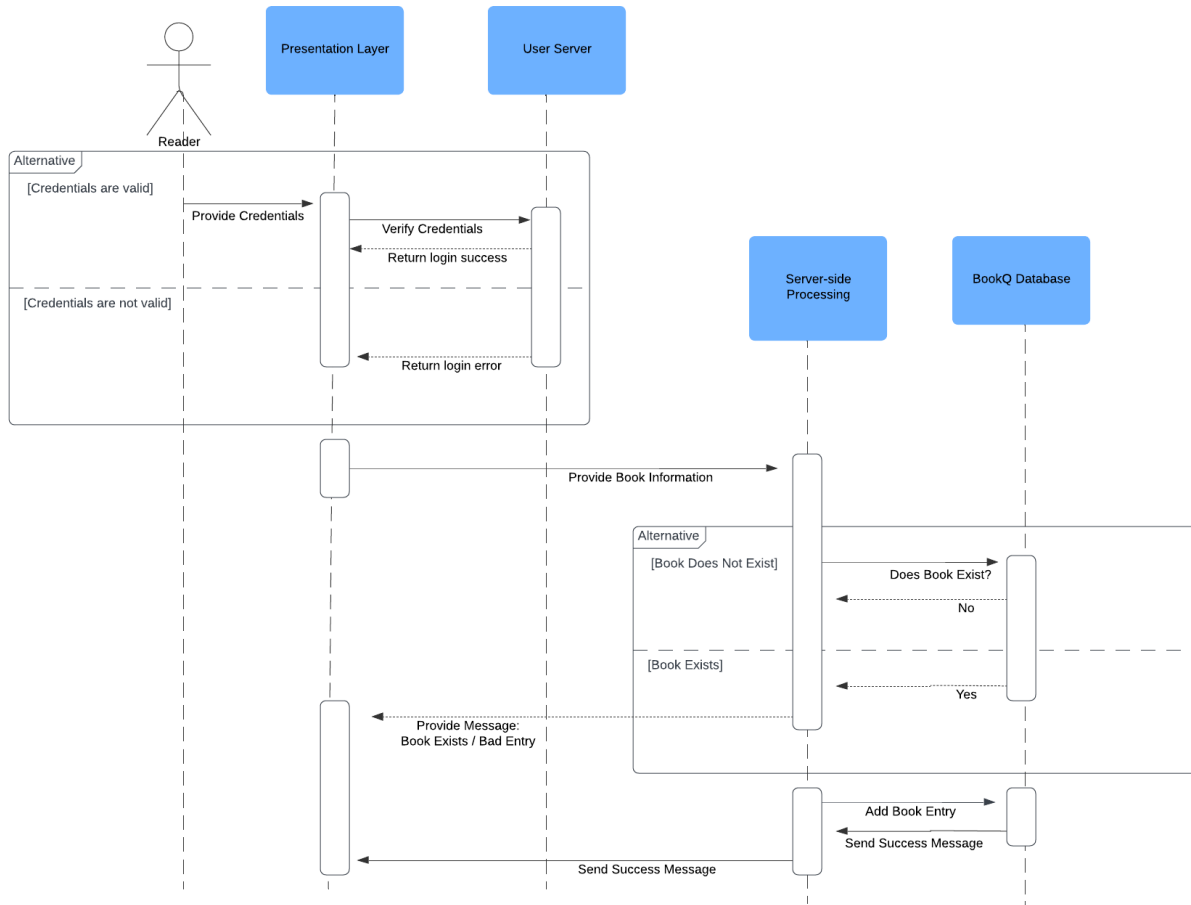 Presentation Layer
User Server
Reader
Alternative
[Credentials are valid]
Provide Credentials
Verify Credentials
Return login success
[Credentials are not valid]
Return login error
Server-side
Processing
BookQ Database
Provide Book Information
Alternative
[Book Does Not Exist]
Does Book Exist?
No
[Book Exists]
Yes
Provide Message:
Book Exists / Bad Entry
Add Book Entry
Send Success Message
Send Success Message